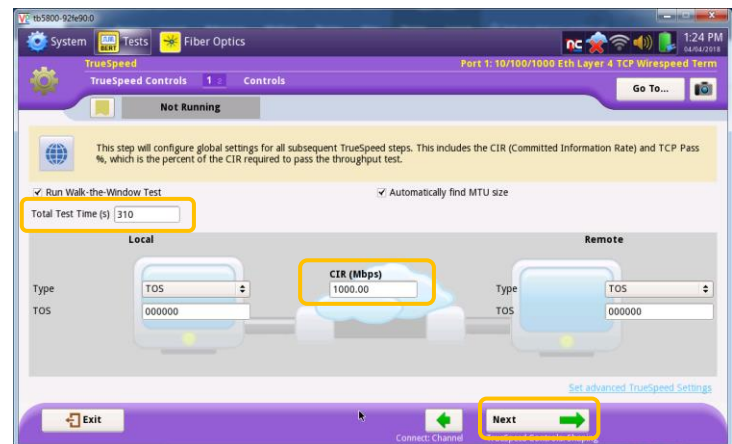 tb5800-92fe90:0
System Tests Fiber Optics 1:24 PM
04/04/2018
TrueSpeed Port 1: 10/100/1000 Eth Layer 4 TCP Wirespeed Term
TrueSpeed Controls 1 2 Controls Go To...
Not Running
This step will configure global settings for all subsequent TrueSpeed steps. This includes the CIR (Committed Information Rate) and TCP Pass
%, which is the percent of the CIR required to pass the throughput test.
Run Walk-the-Window Test Automatically find MTU size
Total Test Time (s) 310
Local Remote
CIR (Mbps)
Type TOS 1000.00 Type TOS
TOS 000000 TOS 000000
Set advanced TrueSpeed Settings
Exit Next
Connect: Channel TrueSpeed Controls: Shaping